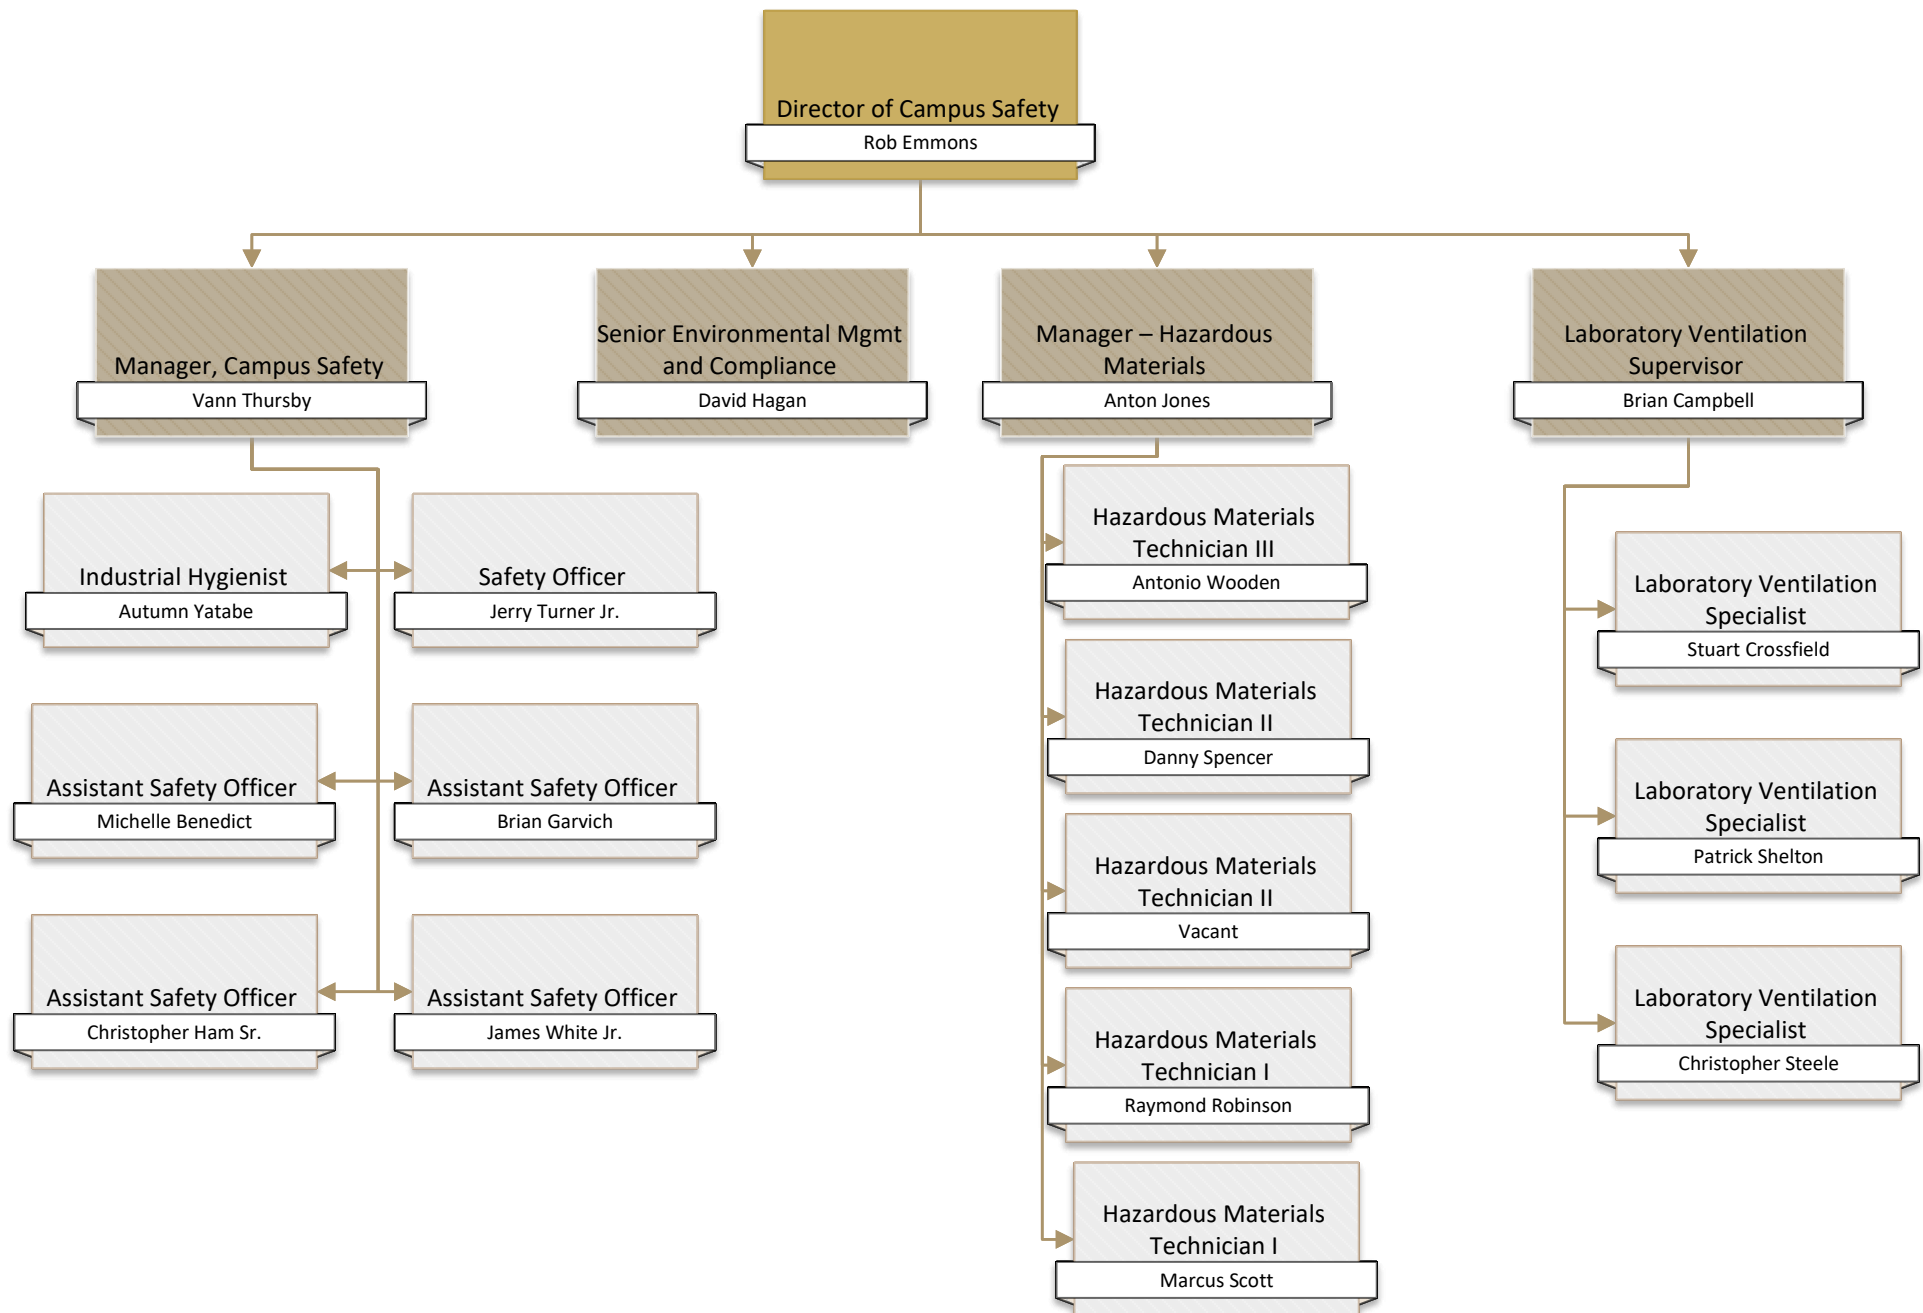 Director of Campus Safety
Rob Emmons
Manager, Campus Safety
Vann Thursby
Senior Environmental Mgmt
and Compliance
David Hagan
Manager – Hazardous
Materials
Anton Jones
Laboratory Ventilation
Supervisor
Brian Campbell
Industrial Hygienist
Autumn Yatabe
Safety Officer
Jerry Turner Jr.
Assistant Safety Officer
Michelle Benedict
Assistant Safety Officer
Brian Garvich
Assistant Safety Officer
Christopher Ham Sr.
Assistant Safety Officer
James White Jr.
Hazardous Materials
Technician III
Antonio Wooden
Hazardous Materials
Technician II
Danny Spencer
Hazardous Materials
Technician II
Vacant
Hazardous Materials
Technician I
Raymond Robinson
Hazardous Materials
Technician I
Marcus Scott
Laboratory Ventilation
Specialist
Stuart Crossfield
Laboratory Ventilation
Specialist
Patrick Shelton
Laboratory Ventilation
Specialist
Christopher Steele